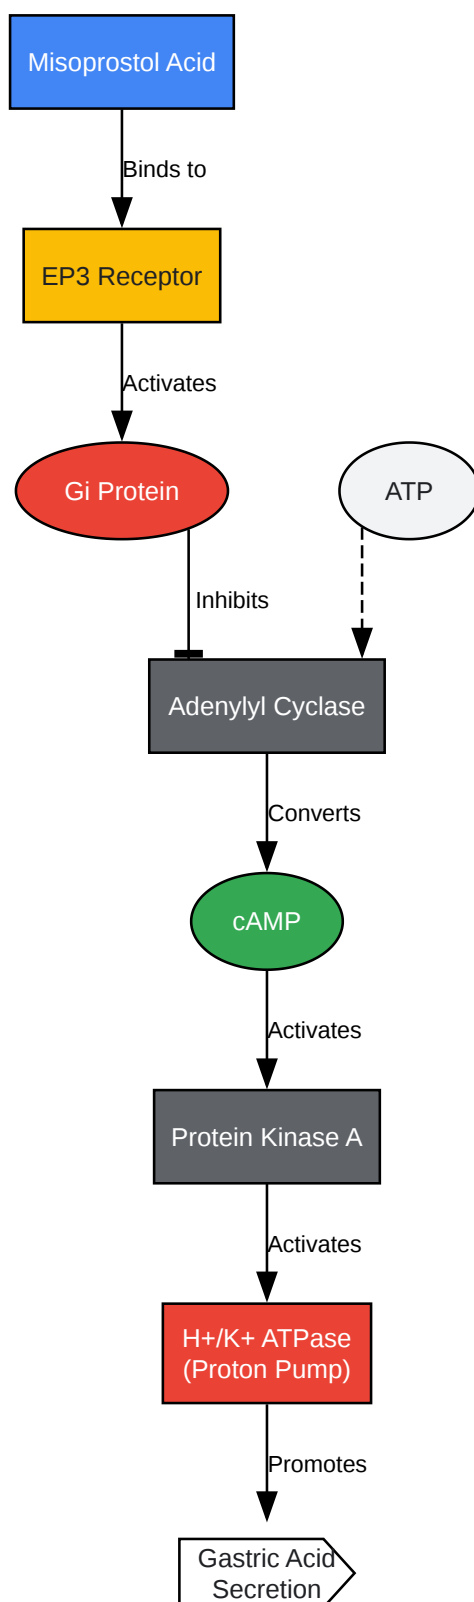 Misoprostol Acid
Binds to
EP3 Receptor
Activates
Gi Protein
ATP
Inhibits
Adenylyl Cyclase
Converts
cAMP
Activates
Protein Kinase A
Activates
H+/K+ ATPase
(Proton Pump)
Promotes
Gastric Acid
Secretion